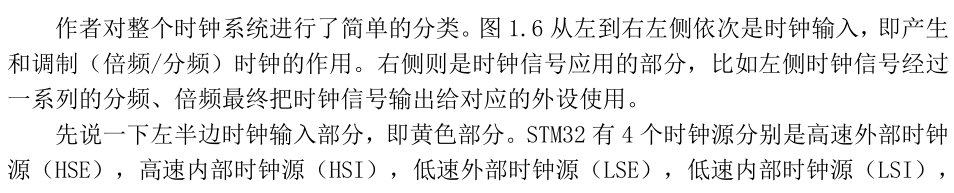 作者对整个时钟系统进行了简单的分类。图 1.6 从左到右左侧依次是时钟输入，即产生
和调制（倍频/分频）时钟的作用。右侧则是时钟信号应用的部分，比如左侧时钟信号经过
一系列的分频、倍频最终把时钟信号输出给对应的外设使用。
先说一下左半边时钟输入部分，即黄色部分。STM32 有 4 个时钟源分别是高速外部时钟
源（HSE），高速内部时钟源（HSI），低速外部时钟源（LSE），低速内部时钟源（LSI），